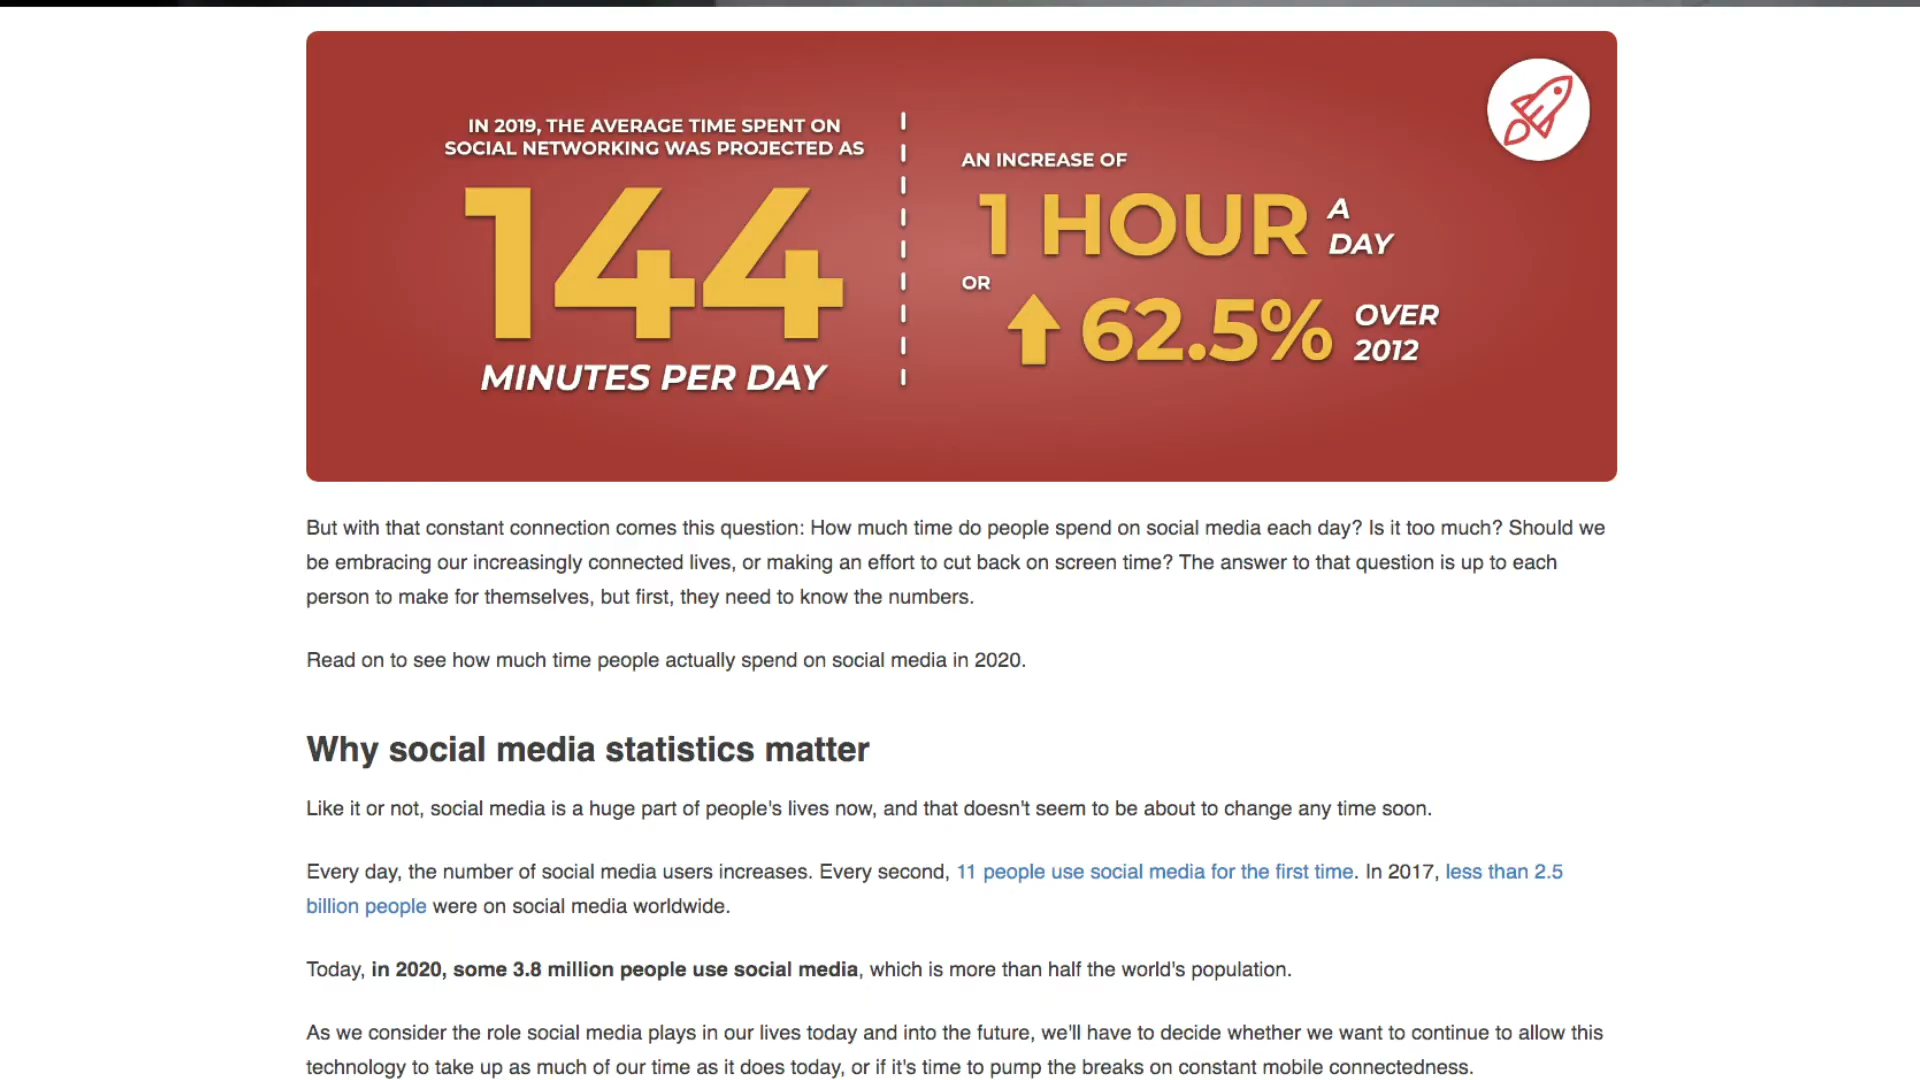 IN 2019, THE AVERAGE TIME SPENT ON
SOCIAL NETWORKING WAS PROJECTED AS
144
MINUTES PER DAY
AN INCREASE OF
1 HOUR A DAY
OR
62.5% OVER 2012
But with that constant connection comes this question: How much time do people spend on social media each day? Is it too much? Should we
be embracing our increasingly connected lives, or making an effort to cut back on screen time? The answer to that question is up to each
person to make for themselves, but first, they need to know the numbers.
Read on to see how much time people actually spend on social media in 2020.
Why social media statistics matter
Like it or not, social media is a huge part of people's lives now, and that doesn't seem to be about to change any time soon.
Every day, the number of social media users increases. Every second, 11 people use social media for the first time. In 2017, less than 2.5
billion people were on social media worldwide.
Today, in 2020, some 3.8 million people use social media, which is more than half the world's population.
As we consider the role social media plays in our lives today and into the future, we'll have to decide whether we want to continue to allow this
technology to take up as much of our time as it does today, or if it's time to pump the breaks on constant mobile connectedness.